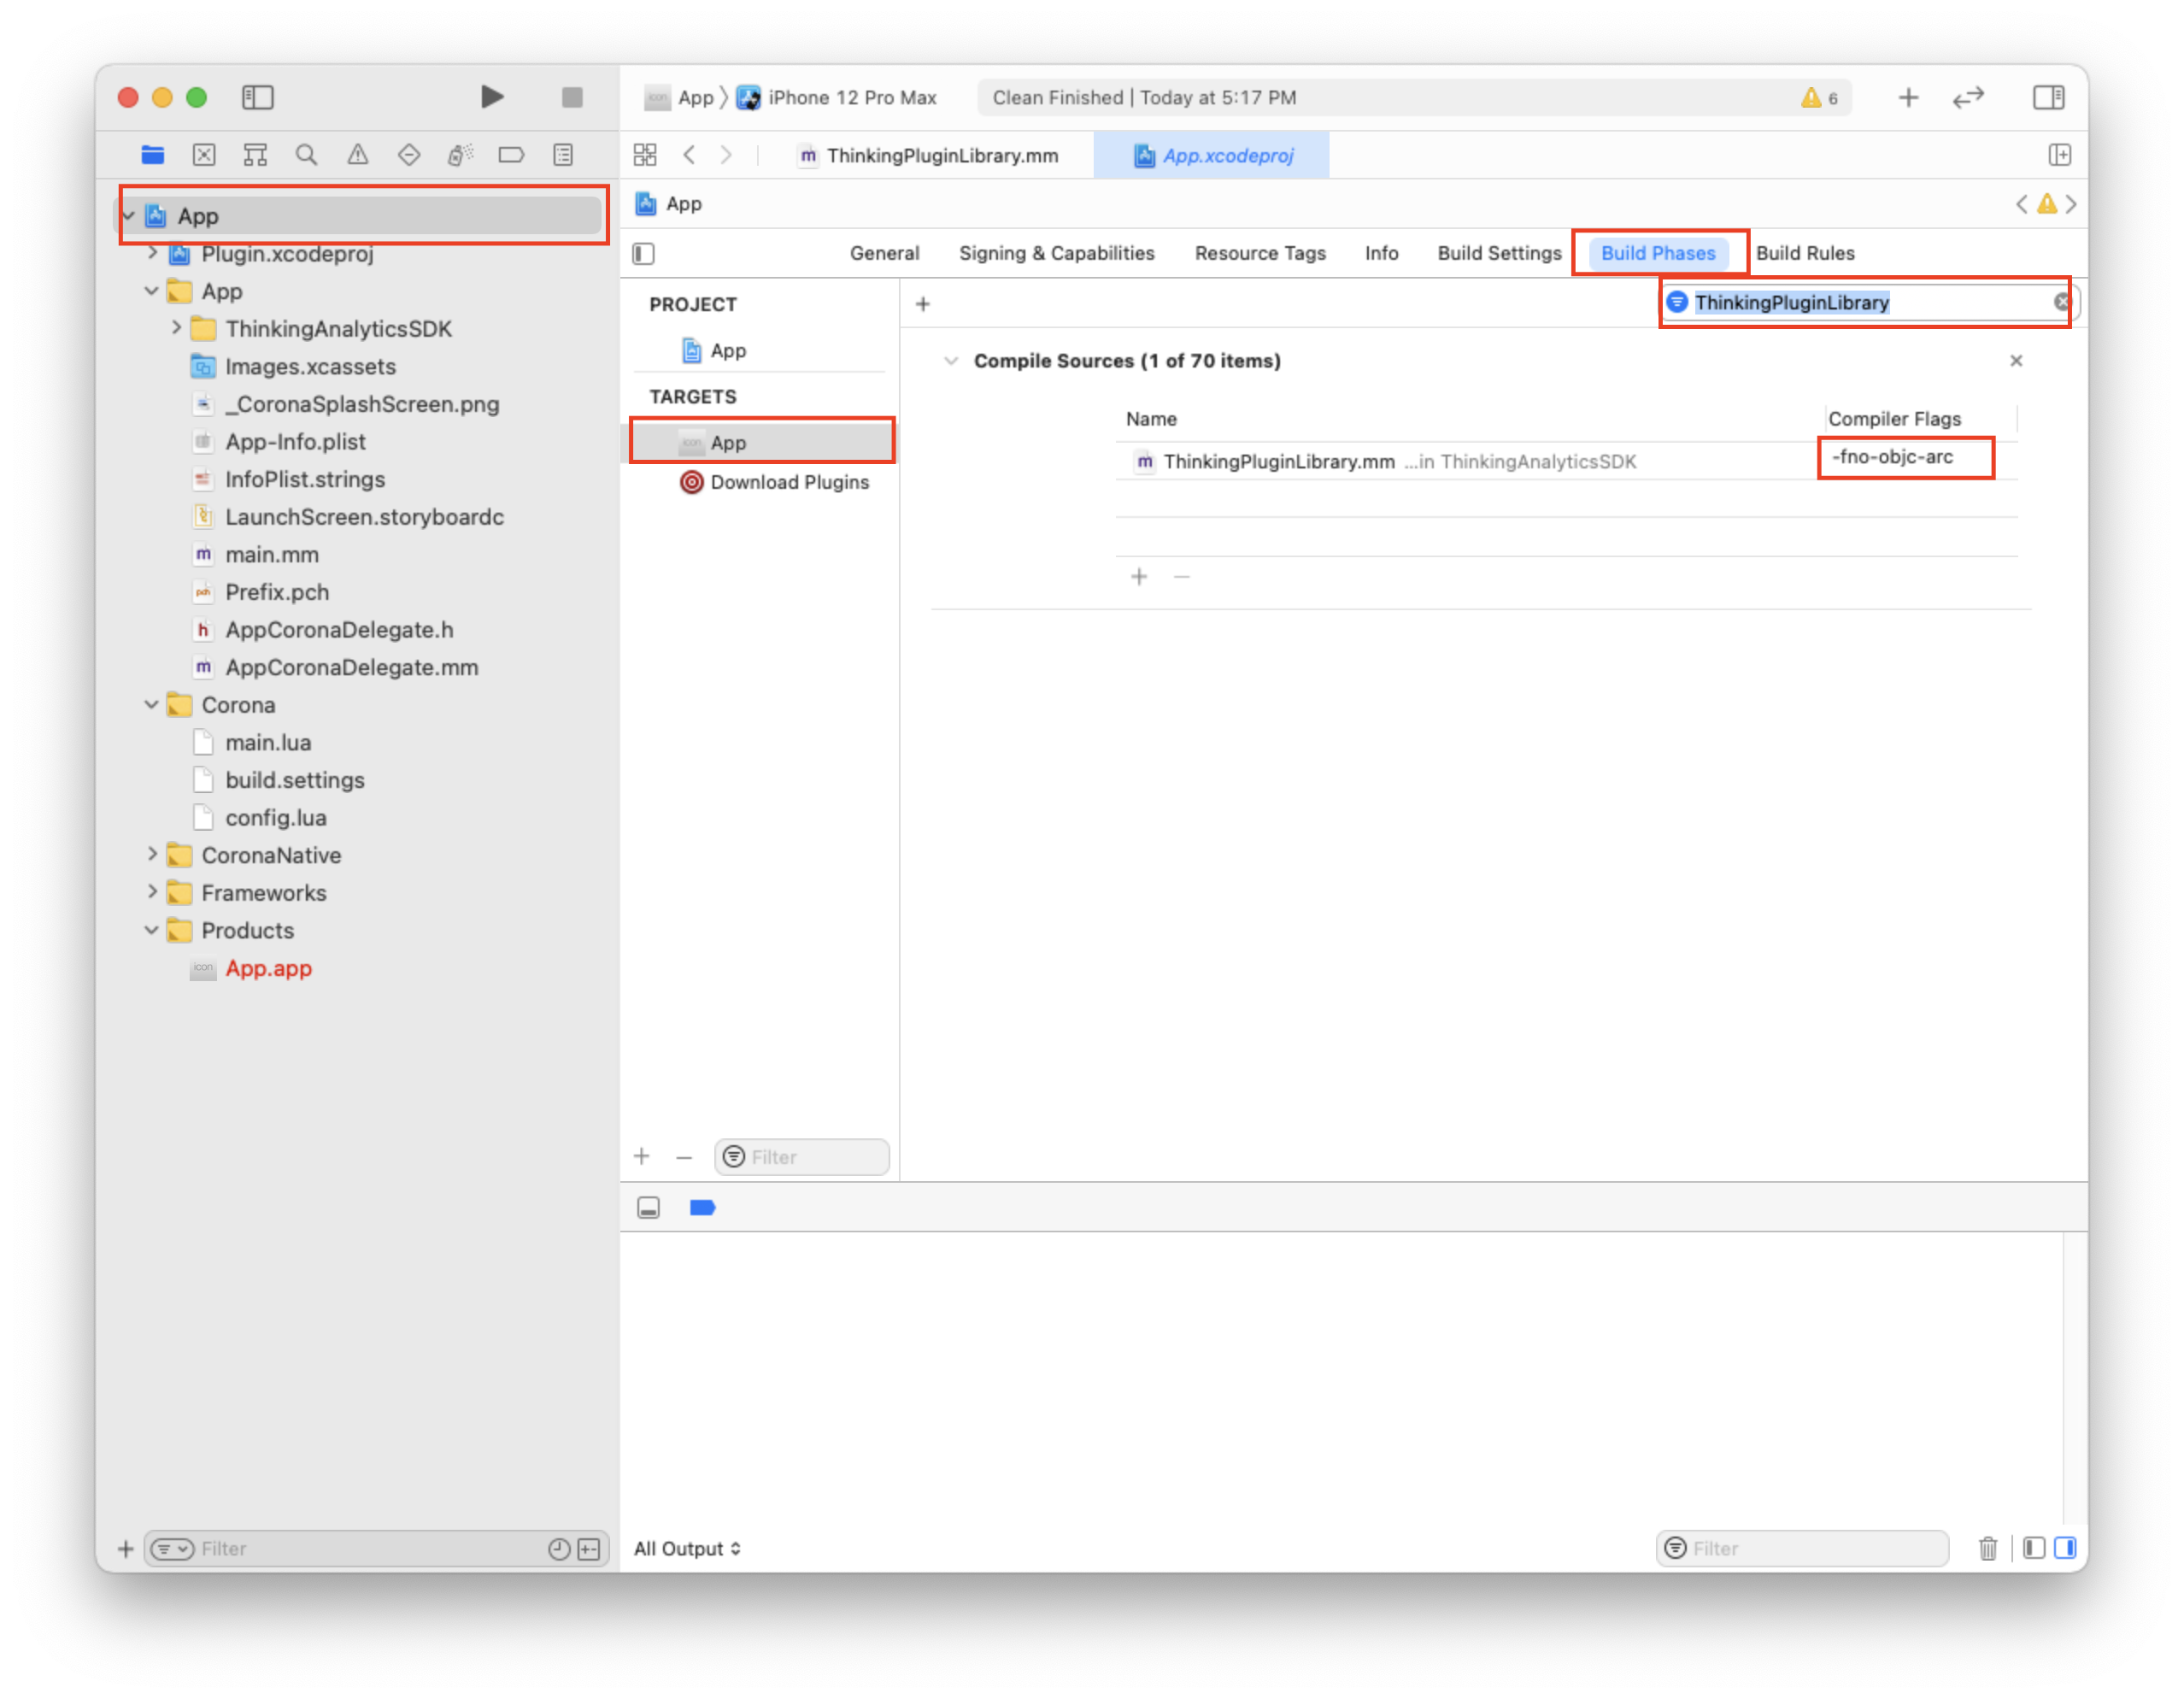 App
iPhone 12 Pro Max
Clean Finished | Today at 5:17 PM
6
ThinkingPluginLibrary.mm
App.xcodeproj
App
Plugin.xcodeproj
App
ThinkingAnalyticsSDK
Images.xcassets
_CoronaSplashScreen.png
App-Info.plist
InfoPlist.strings
LaunchScreen.storyboardc
main.mm
Prefix.pch
AppCoronaDelegate.h
AppCoronaDelegate.mm
Corona
main.lua
build.settings
config.lua
CoronaNative
Frameworks
Products
App.app
Filter
App
General
Signing & Capabilities
Resource Tags
Info
Build Settings
Build Phases
Build Rules
PROJECT
App
TARGETS
App
Download Plugins
Filter
ThinkingPluginLibrary
Compile Sources (1 of 70 items)
Name
Compiler Flags
ThinkingPluginLibrary.mm ...in ThinkingAnalyticsSDK
-fno-objc-arc
All Output
Filter